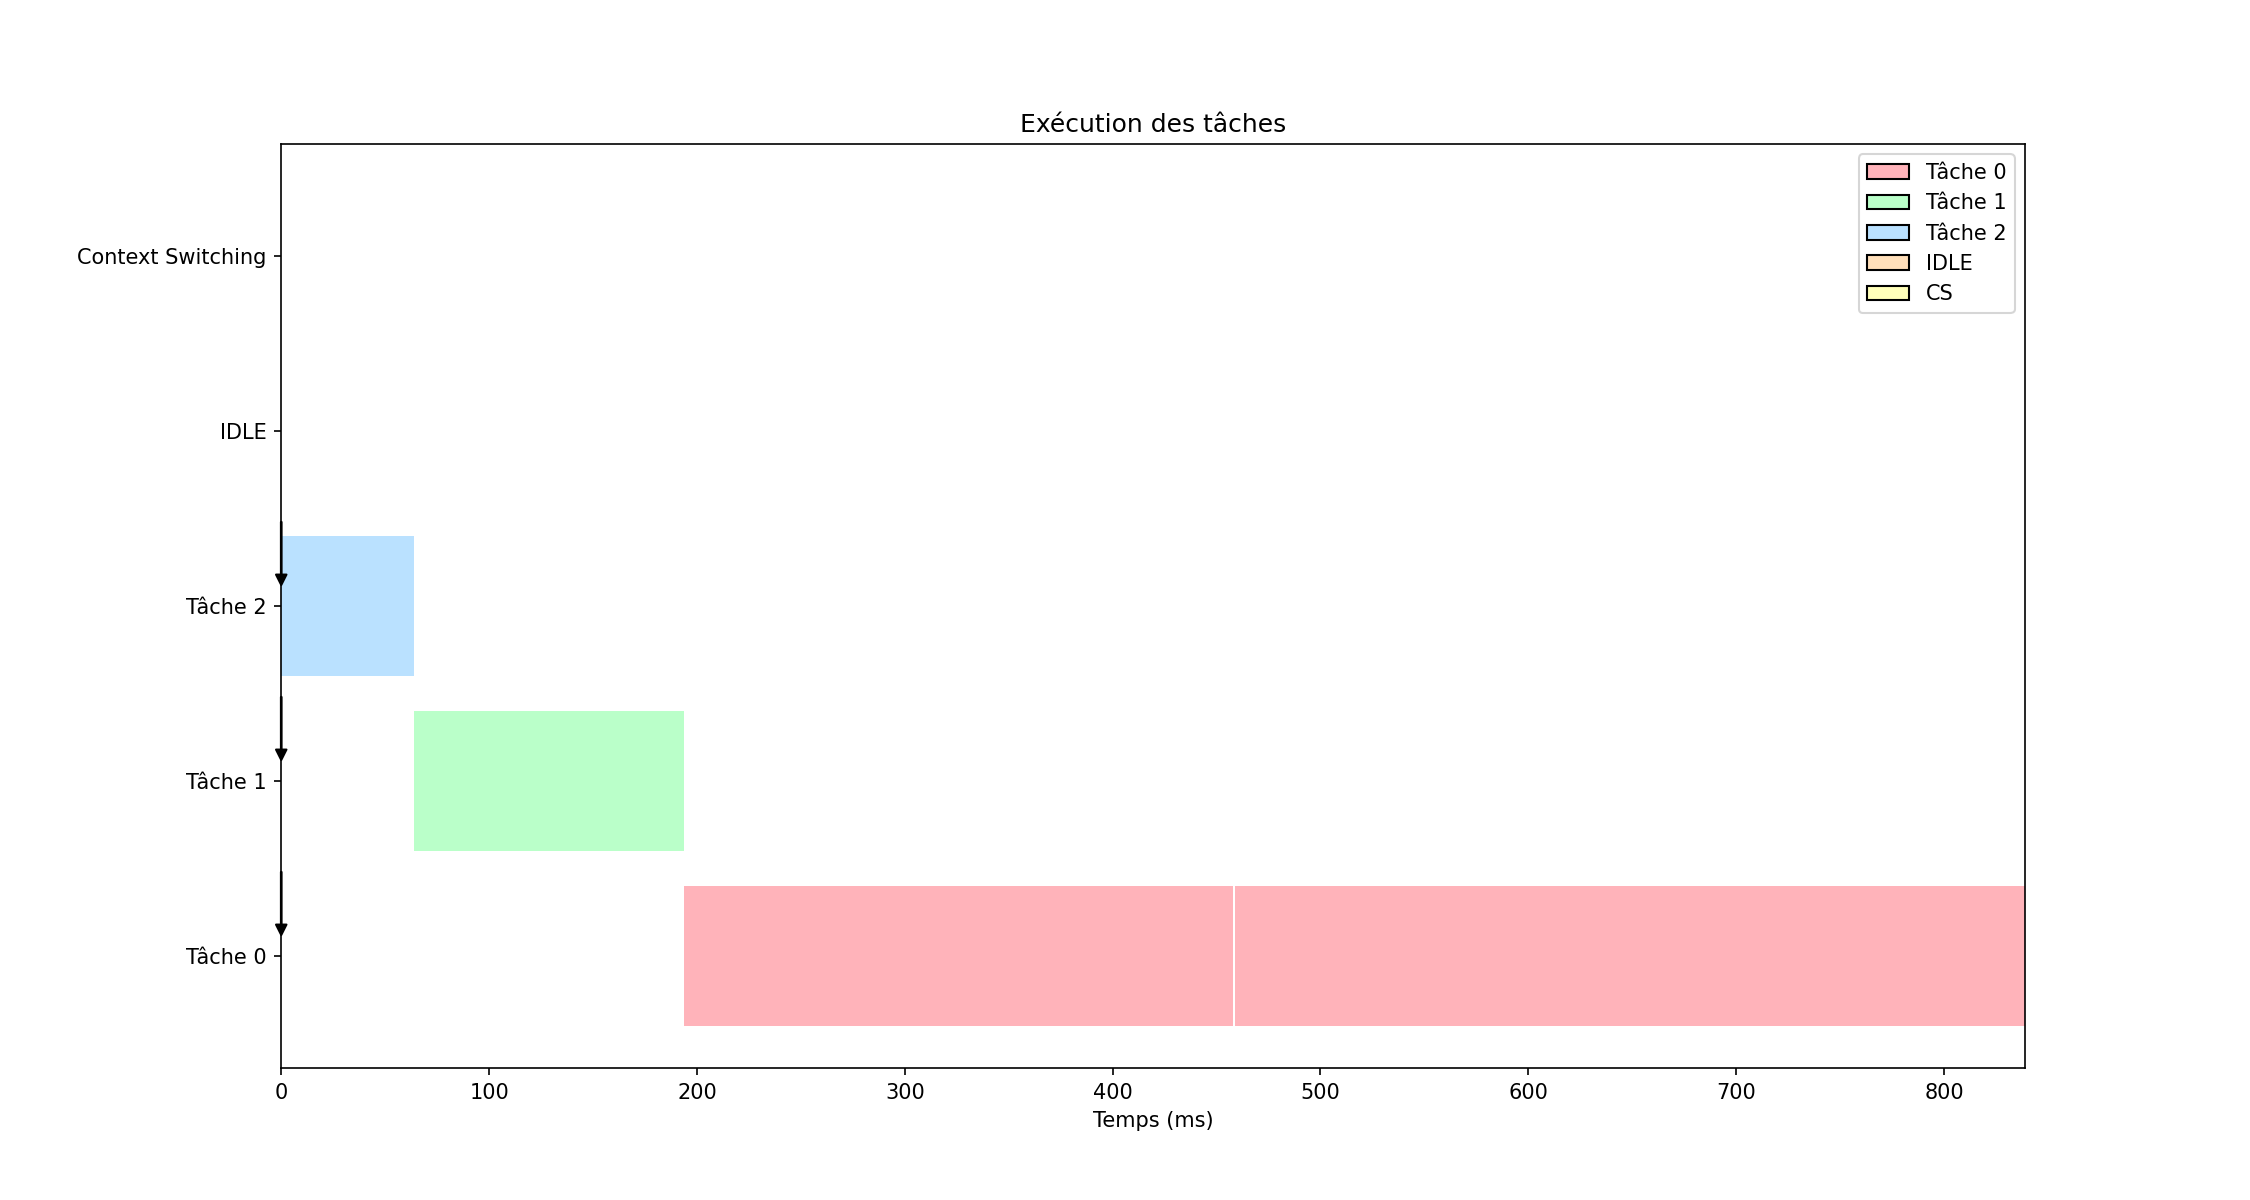 Exécution des tâches
Tâche 0
Tâche 1
Tâche 2
IDLE
CS
Context Switching
IDLE
Tâche 2
Tâche 1
Tâche 0
0 100 200 300 400 500 600 700 800
Temps (ms)